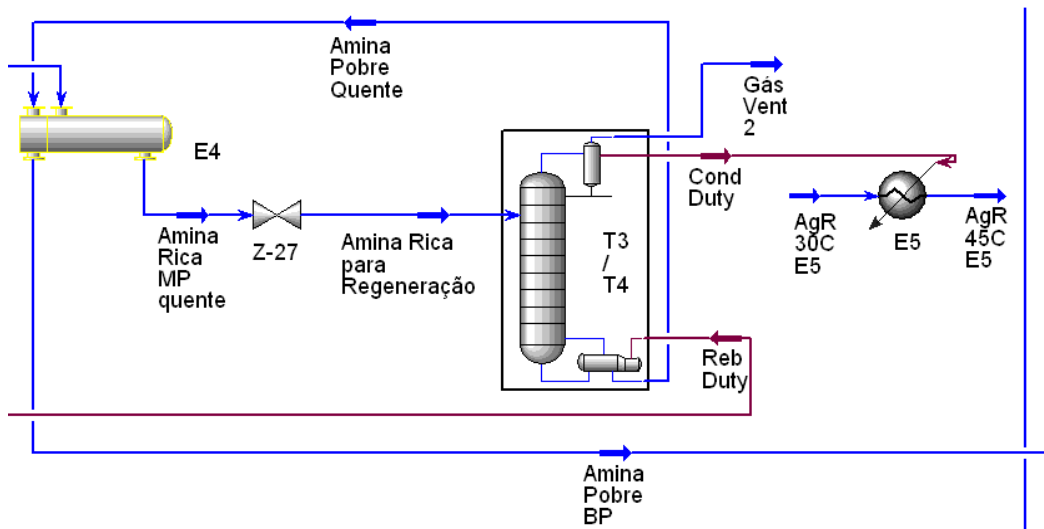 Amina
Pobre
Quente
Gás
Vent
2
E4
Cond
Duty
AgR
30C
E5
E5
AgR
45C
E5
Amina
Rica
MP
quente
Z-27
Amina Rica
para
Regeneração
T3
/
T4
Reb
Duty
Amina
Pobre
BP